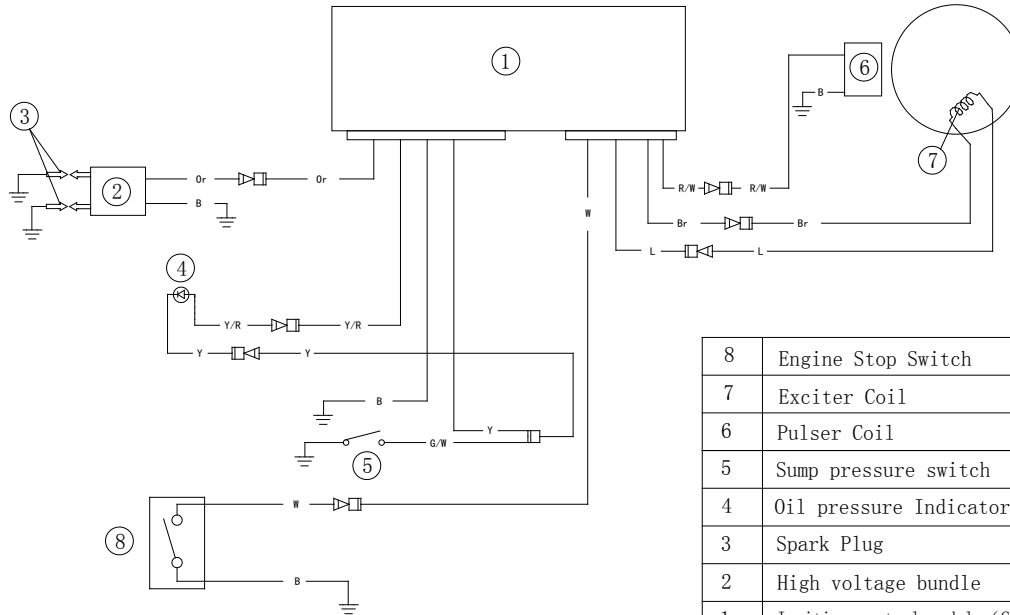 1
6
B
3
7
2
Or
Or
B
R/W
R/W
W
Br
Br
L
L
4
Y/R
Y/R
Y
Y
B
Y
G/W
5
W
8
B
8 Engine Stop Switch
7 Exciter Coil
6 Pulser Coil
5 Sump pressure switch
4 Oil pressure Indicator
3 Spark Plug
2 High voltage bundle